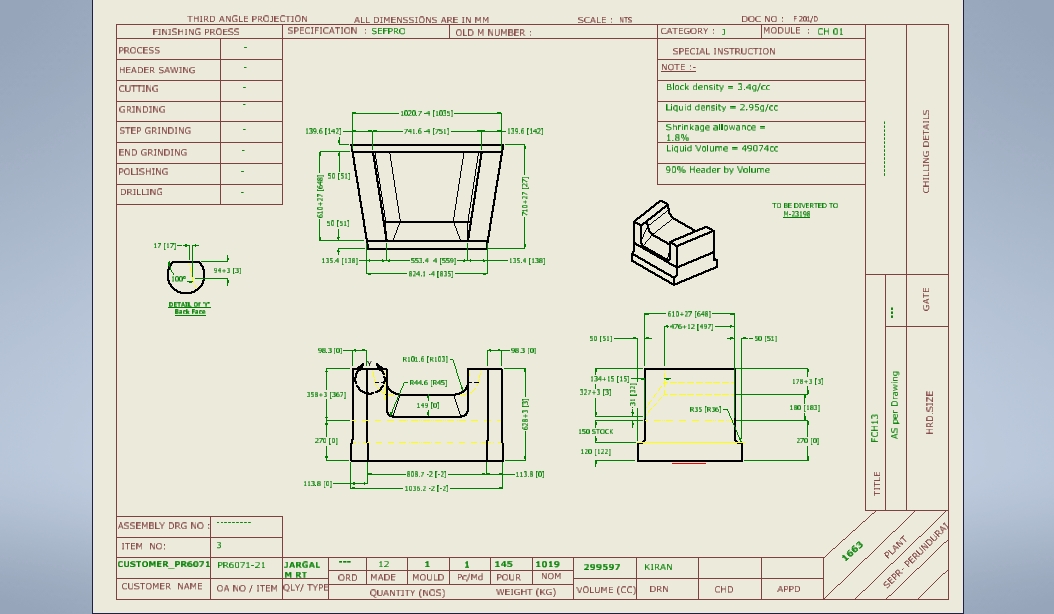 THIRD ANGLE PROJECTION ALL DIMENSSIONS ARE IN MM SCALE : NTS DOC NO : F 201/D
FINISHING PROESS
SPECIFICATION : SEFPRO
OLD M NUMBER :
CATEGORY : J
MODULE : CH 01
PROCESS -
HEADER SAWING -
CUTTING -
GRINDING -
STEP GRINDING -
END GRINDING -
POLISHING -
DRILLING -
SPECIAL INSTRUCTION
NOTE :-
Block density = 3.4g/cc
Liquid density = 2.95g/cc
Shrinkage allowance =
1.8%
Liquid Volume = 49074cc
90% Header by Volume
TO BE DIVERTED TO
M-23198
CHILLING DETAILS
---------------
GATE
---
HRD.SIZE
AS per Drawing
TITLE
FCH13
1020.7 -4 [1035]
139.6 [142] 741.6 -4 [751] 139.6 [142]
610+27 [648]
50 [51]
50 [51]
710+27 [27]
135.4 [138] 553.4 -4 [559] 135.4 [138]
824.1 -4 [835]
17 [17]
94+3 [3]
100°
DETAIL OF 'Y'
Back Face
98.3 [0] 98.3 [0]
Y
R101.6 [R103]
R44.6 [R45]
149 [0]
358+3 [367]
270 [0]
628+3 [3]
808.7 -2 [-2]
113.8 [0] 113.8 [0]
1036.2 -2 [-2]
610+27 [648]
476+12 [497]
50 [51] 50 [51]
134+15 [15]
327+3 [3]
31 [32]
178+3 [3]
R35 [R36]
180 [183]
150 STOCK
270 [0]
120 [122]
ASSEMBLY DRG NO : ---------
ITEM NO: 3
CUSTOMER_PR6071 PR6071-21 JARGAL
M RT
--- 12 1 1 145 1019 299597 KIRAN
CUSTOMER NAME OA NO / ITEM QLY/ TYPE
ORD MADE MOULD Pc/Md POUR NOM
QUANTITY (NOS) WEIGHT (KG)
VOLUME (CC) DRN CHD APPD
1663
PLANT
SEPR- PERUNDURAI